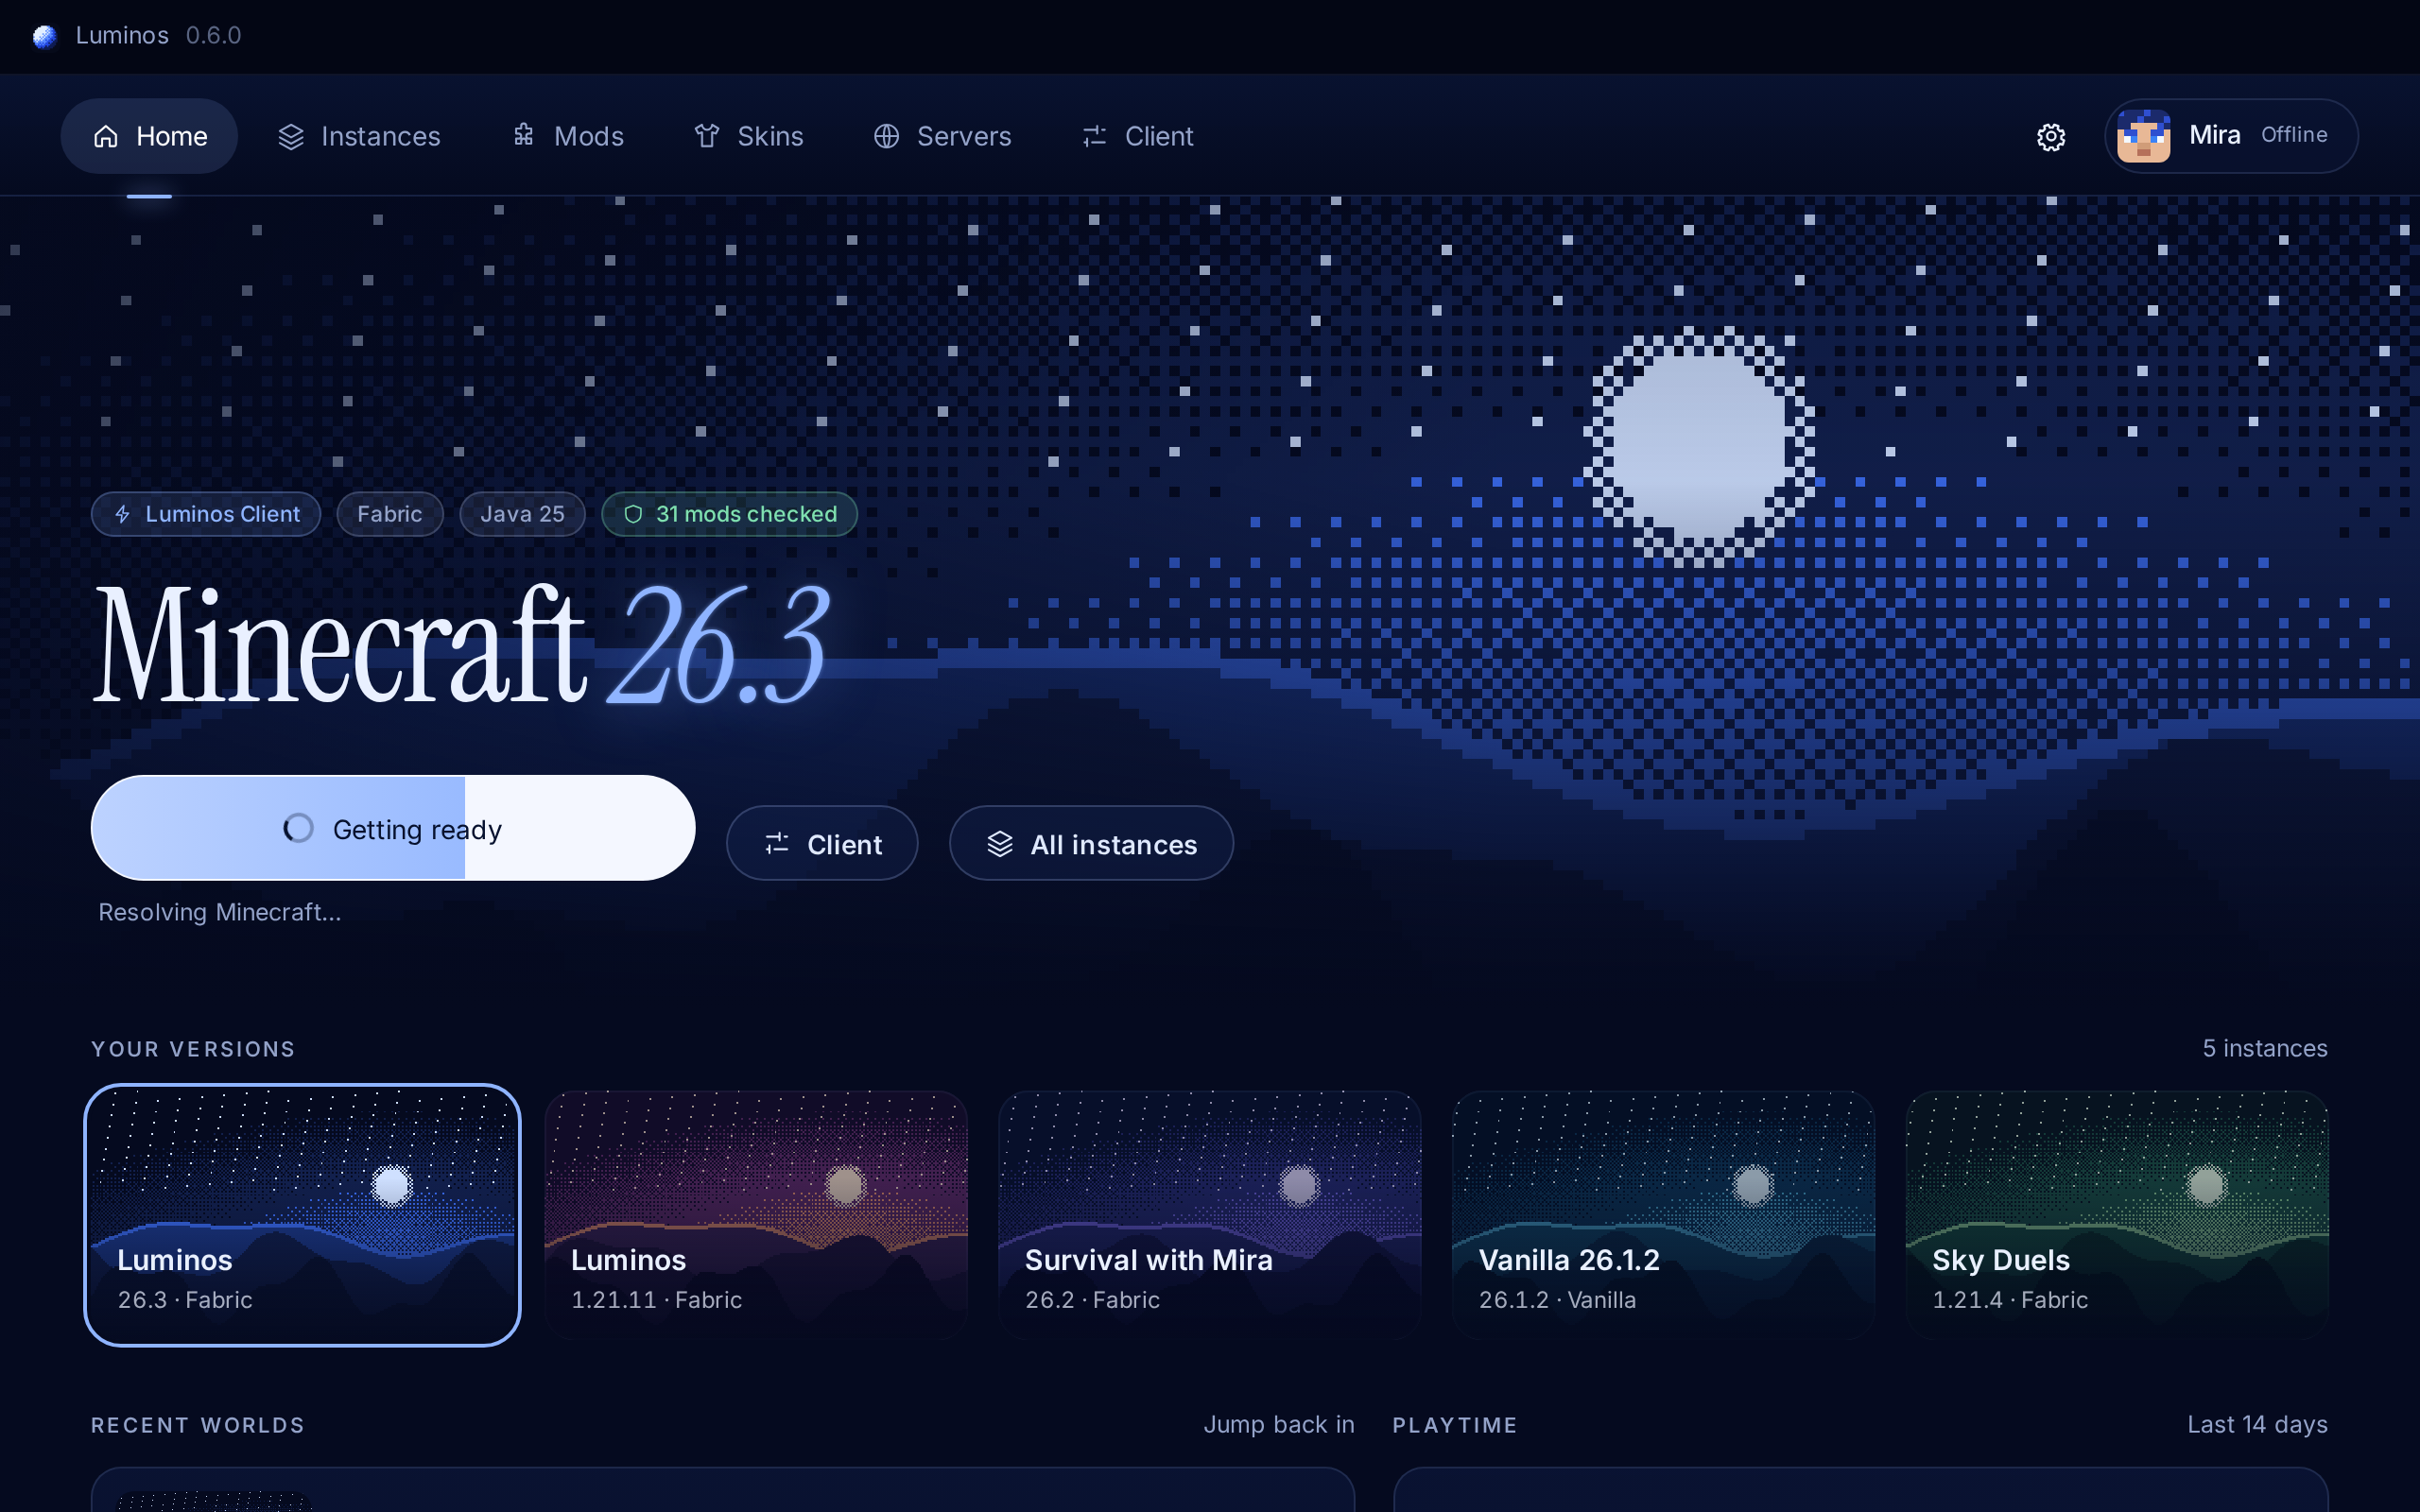 Luminos 0.6.0
Home Instances Mods Skins Servers Client Mira Offline
Luminos Client Fabric Java 25 31 mods checked
Minecraft 26.3
Getting ready Client All instances
Resolving Minecraft...
YOUR VERSIONS 5 instances
Luminos Luminos Survival with Mira Vanilla 26.1.2 Sky Duels
26.3 · Fabric 1.21.11 · Fabric 26.2 · Fabric 26.1.2 · Vanilla 1.21.4 · Fabric
RECENT WORLDS Jump back in PLAYTIME Last 14 days